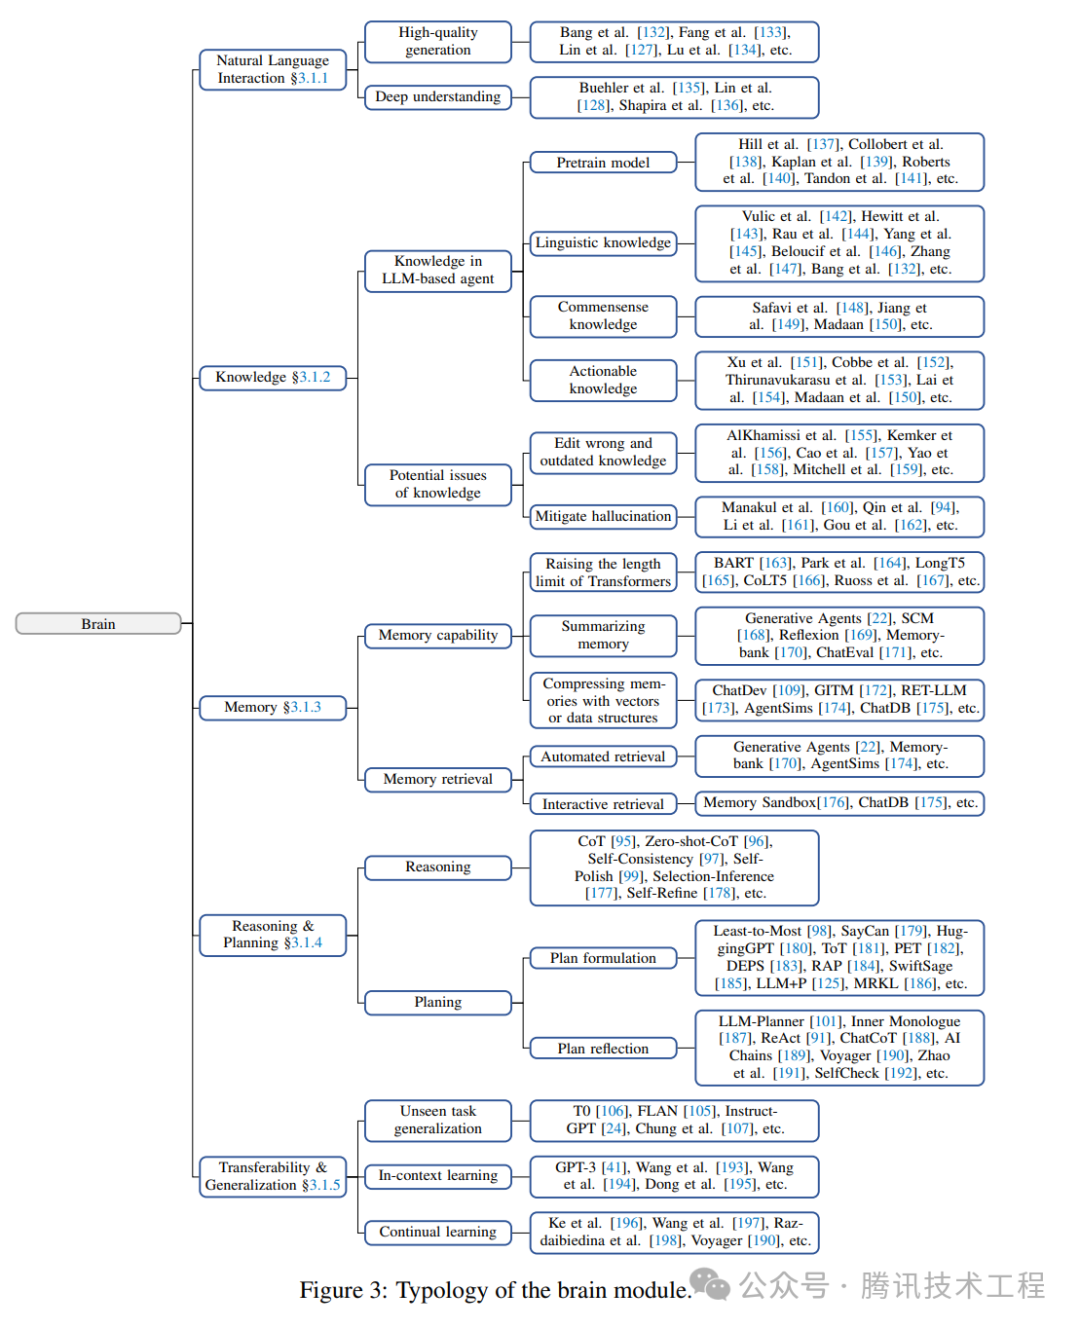 High-quality
generation
Bang et al. [132], Fang et al. [133],
Lin et al. [127], Lu et al. [134], etc.
Natural Language
Interaction §3.1.1
Deep understanding
Buehler et al. [135], Lin et al.
[128], Shapira et al. [136], etc.
Pretrain model
Hill et al. [137], Collobert et al.
[138], Kaplan et al. [139], Roberts
et al. [140], Tandon et al. [141], etc.
Linguistic knowledge
Vulic et al. [142], Hewitt et al.
[143], Rau et al. [144], Yang et al.
[145], Beloucif et al. [146], Zhang
et al. [147], Bang et al. [132], etc.
Knowledge in
LLM-based agent
Commensense
knowledge
Safavi et al. [148], Jiang et
al. [149], Madaan [150], etc.
Actionable
knowledge
Xu et al. [151], Cobbe et al. [152],
Thirunavukarasu et al. [153], Lai et
al. [154], Madaan et al. [150], etc.
Knowledge §3.1.2
Edit wrong and
outdated knowledge
AlKhamissi et al. [155], Kemker et
al. [156], Cao et al. [157], Yao et
al. [158], Mitchell et al. [159], etc.
Potential issues
of knowledge
Mitigate hallucination
Manakul et al. [160], Qin et al. [94],
Li et al. [161], Gou et al. [162], etc.
Raising the length
limit of Transformers
BART [163], Park et al. [164], LongT5
[165], CoLT5 [166], Ruoss et al. [167], etc.
Brain
Memory capability
Summarizing
memory
Generative Agents [22], SCM
[168], Reflexion [169], Memory-
bank [170], ChatEval [171], etc.
Compressing mem-
ories with vectors
or data structures
ChatDev [109], GITM [172], RET-LLM
[173], AgentSims [174], ChatDB [175], etc.
Memory §3.1.3
Automated retrieval
Generative Agents [22], Memory-
bank [170], AgentSims [174], etc.
Memory retrieval
Interactive retrieval
Memory Sandbox[176], ChatDB [175], etc.
Reasoning
CoT [95], Zero-shot-CoT [96],
Self-Consistency [97], Self-
Polish [99], Selection-Inference
[177], Self-Refine [178], etc.
Reasoning &
Planning §3.1.4
Plan formulation
Least-to-Most [98], SayCan [179], Hug-
gingGPT [180], ToT [181], PET [182],
DEPS [183], RAP [184], SwiftSage
[185], LLM+P [125], MRKL [186], etc.
Planing
Plan reflection
LLM-Planner [101], Inner Monologue
[187], ReAct [91], ChatCoT [188], AI
Chains [189], Voyager [190], Zhao
et al. [191], SelfCheck [192], etc.
Unseen task
generalization
T0 [106], FLAN [105], Instruct-
GPT [24], Chung et al. [107], etc.
Transferability &
Generalization §3.1.5
In-context learning
GPT-3 [41], Wang et al. [193], Wang
et al. [194], Dong et al. [195], etc.
Continual learning
Ke et al. [196], Wang et al. [197], Raz-
daibiedina et al. [198], Voyager [190], etc.
Figure 3: Typology of the brain module.
公众号 · 腾讯技术工程